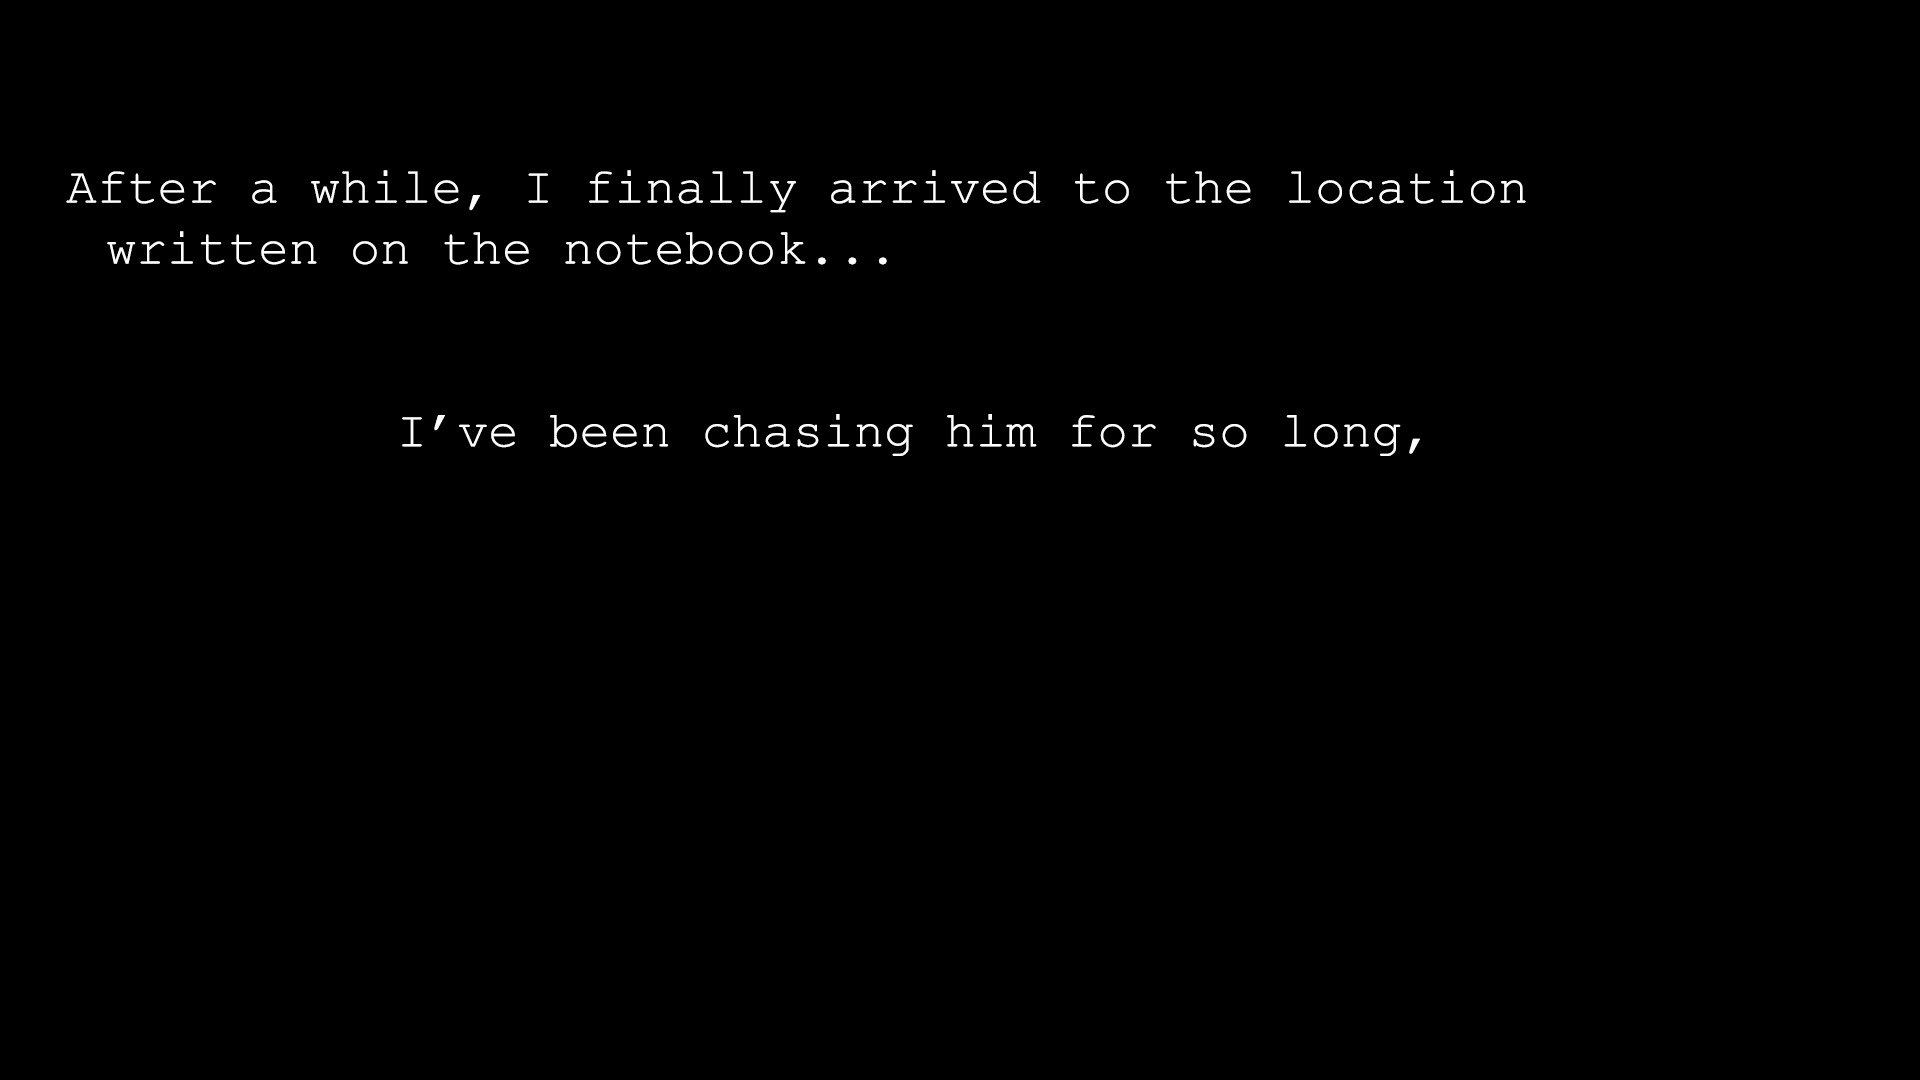 After a while, I finally arrived to the location
written on the notebook...
I’ve been chasing him for so long,